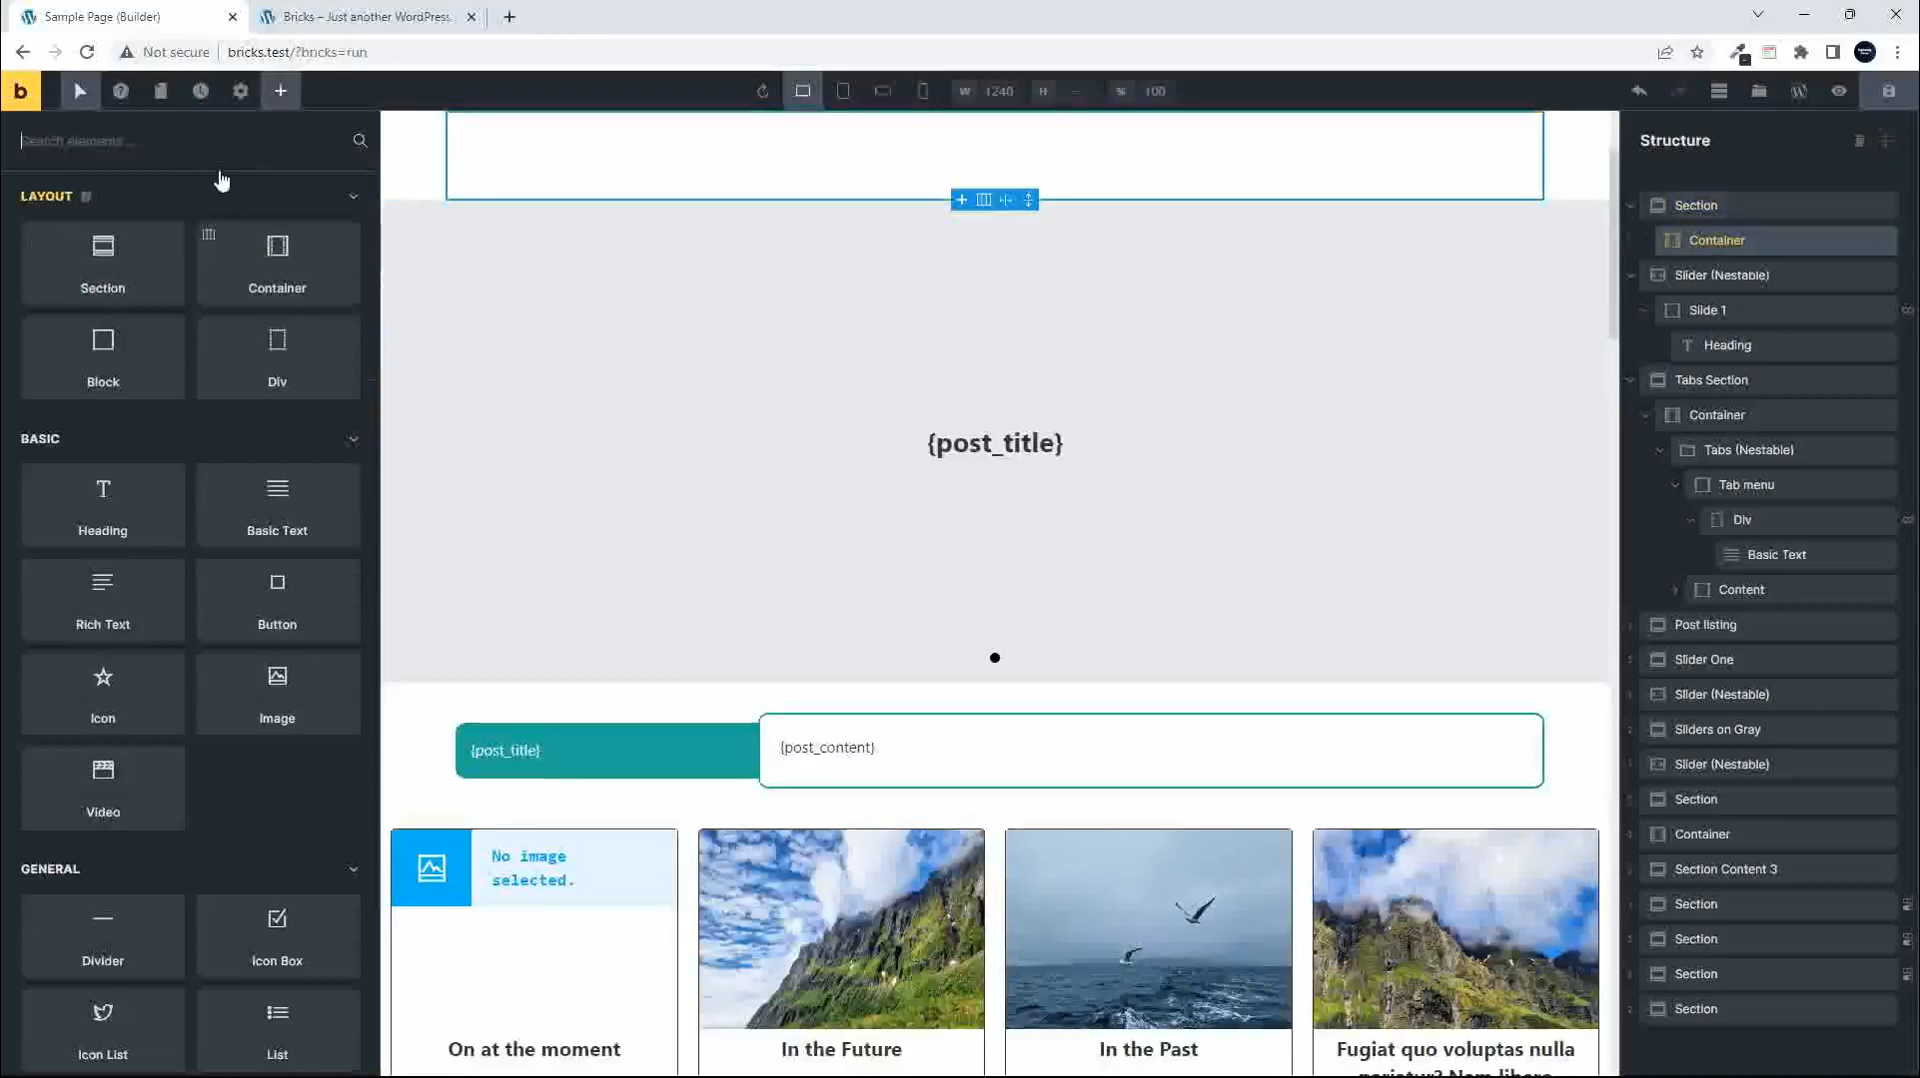 Sample Page (Builder)
Bricks – Just another WordPress
Not secure
bricks.test/?bricks=run
b
W 1240 H – % 100
Search elements ...
LAYOUT
Section
Container
Block
Div
BASIC
Heading
Basic Text
Rich Text
Button
Icon
Image
Video
GENERAL
Divider
Icon Box
Icon List
List
{post_title}
{post_title}
{post_content}
No image
selected.
On at the moment
In the Future
In the Past
Fugiat quo voluptas nulla
pariatur? Nam libero
Structure
Section
Container
Slider (Nestable)
Slide 1
Heading
Tabs Section
Container
Tabs (Nestable)
Tab menu
Div
Basic Text
Content
Post listing
Slider One
Slider (Nestable)
Sliders on Gray
Slider (Nestable)
Section
Container
Section Content 3
Section
Section
Section
Section